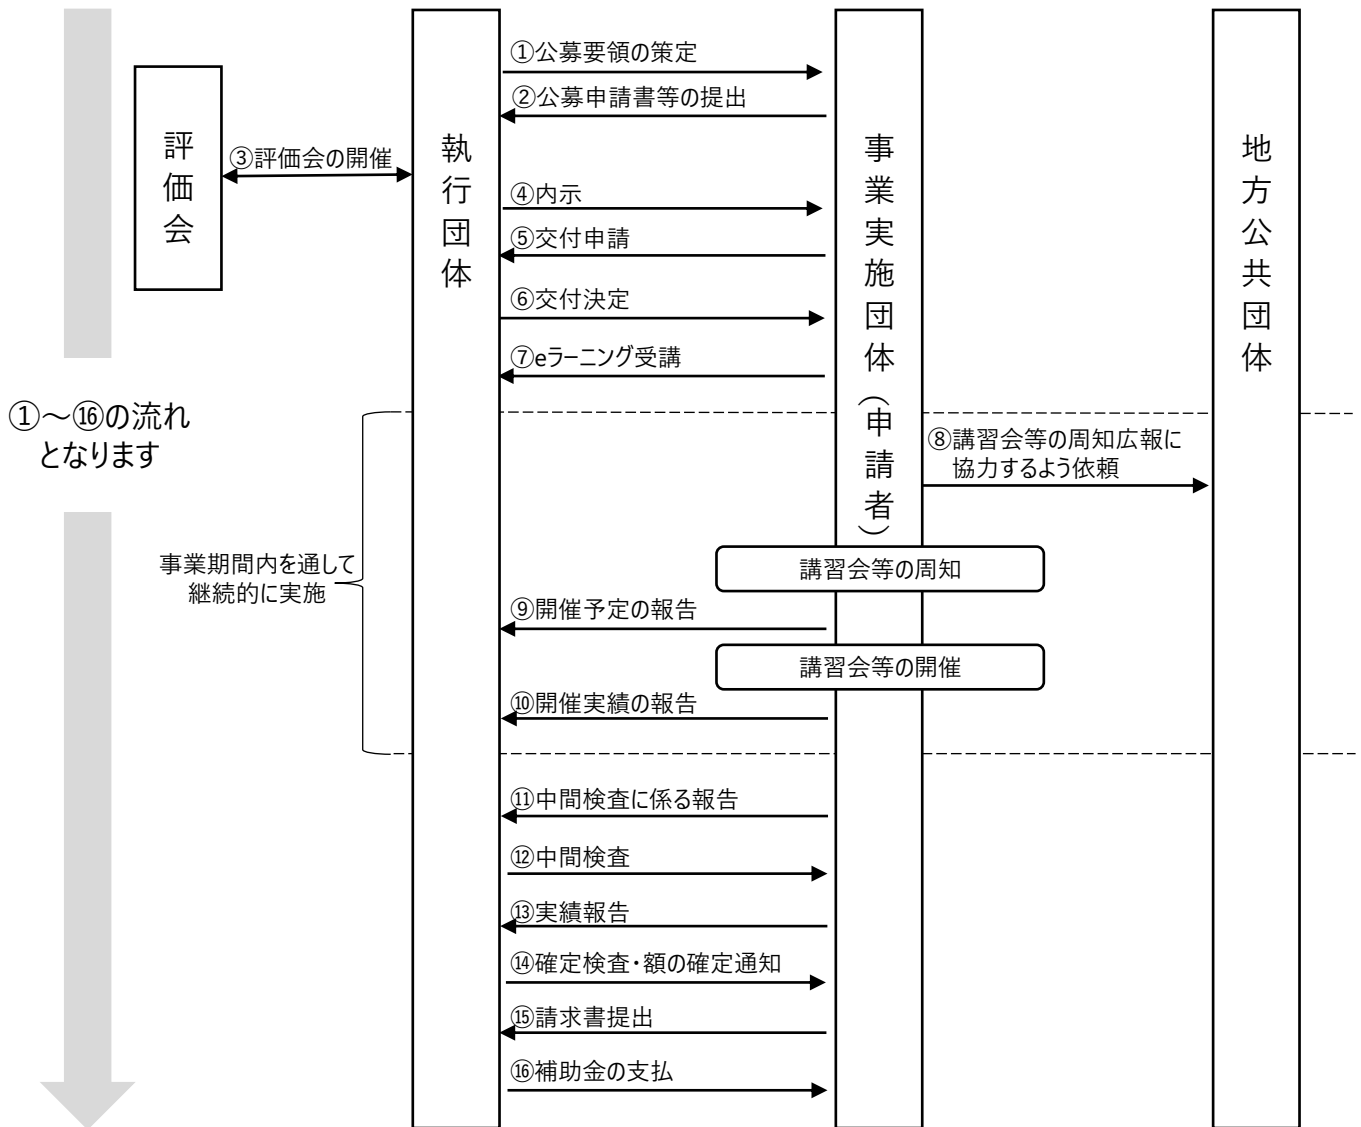 ①公募要領の策定
②公募申請書等の提出
評価会
③評価会の開催
執行団体
事業実施団体(申請者)
地方公共団体
④内示
⑤交付申請
⑥交付決定
⑦eラーニング受講
①～⑯の流れ
となります
⑧講習会等の周知広報に
協力するよう依頼
事業期間内を通して
継続的に実施
講習会等の周知
⑨開催予定の報告
講習会等の開催
⑩開催実績の報告
⑪中間検査に係る報告
⑫中間検査
⑬実績報告
⑭確定検査・額の確定通知
⑮請求書提出
⑯補助金の支払